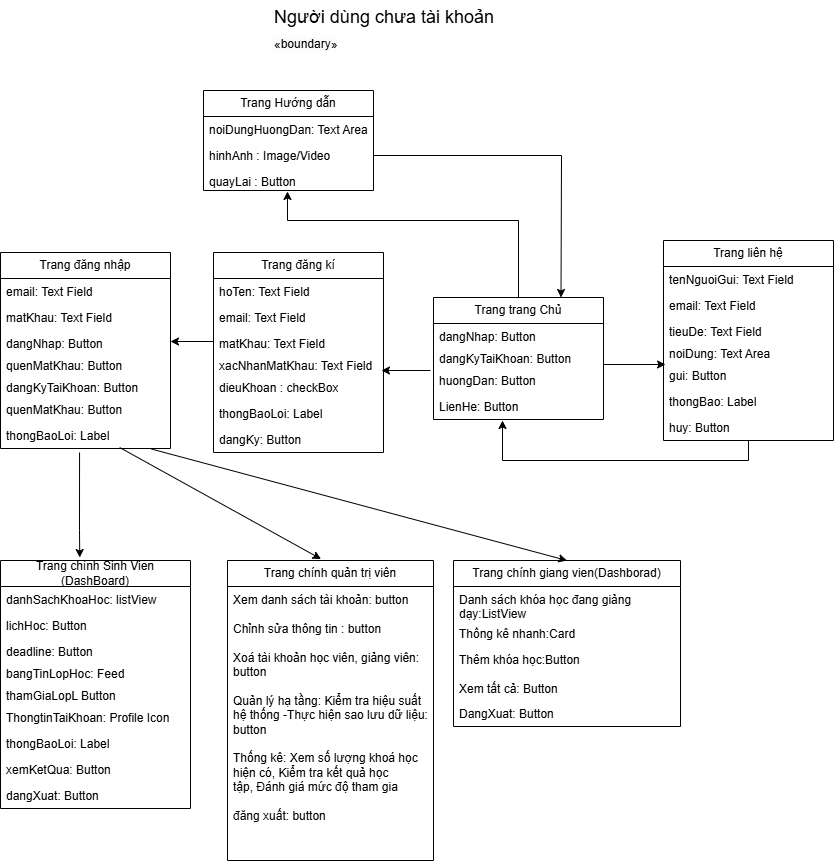 Người dùng chưa tài khoản
«boundary»
Trang Hướng dẫn
noiDungHuongDan: Text Area
hinhAnh : Image/Video
quayLai : Button
Trang đăng nhập
email: Text Field
matKhau: Text Field
dangNhap: Button
quenMatKhau: Button
dangKyTaiKhoan: Button
quenMatKhau: Button
thongBaoLoi: Label
Trang đăng kí
hoTen: Text Field
email: Text Field
matKhau: Text Field
xacNhanMatKhau: Text Field
dieuKhoan : checkBox
thongBaoLoi: Label
dangKy: Button
Trang trang Chủ
dangNhap: Button
dangKyTaiKhoan: Button
huongDan: Button
LienHe: Button
Trang liên hệ
tenNguoiGui: Text Field
email: Text Field
tieuDe: Text Field
noiDung: Text Area
gui: Button
thongBao: Label
huy: Button
Trang chính Sinh Vien
(DashBoard)
danhSachKhoaHoc: listView
lichHoc: Button
deadline: Button
bangTinLopHoc: Feed
thamGiaLopL Button
ThongtinTaiKhoan: Profile Icon
thongBaoLoi: Label
xemKetQua: Button
dangXuat: Button
Trang chính quản trị viên
Xem danh sách tài khoản: button
Chỉnh sửa thông tin : button
Xoá tài khoản học viên, giảng viên:
button
Quản lý hạ tầng: Kiểm tra hiệu suất
hệ thống -Thực hiện sao lưu dữ liệu:
button
Thống kê: Xem số lượng khoá học
hiện có, Kiểm tra kết quả học
tập, Đánh giá mức độ tham gia
đăng xuất: button
Trang chính giang vien(Dashborad)
Danh sách khóa học đang giảng
dạy:ListView
Thống kê nhanh:Card
Thêm khóa học:Button
Xem tất cả: Button
DangXuat: Button